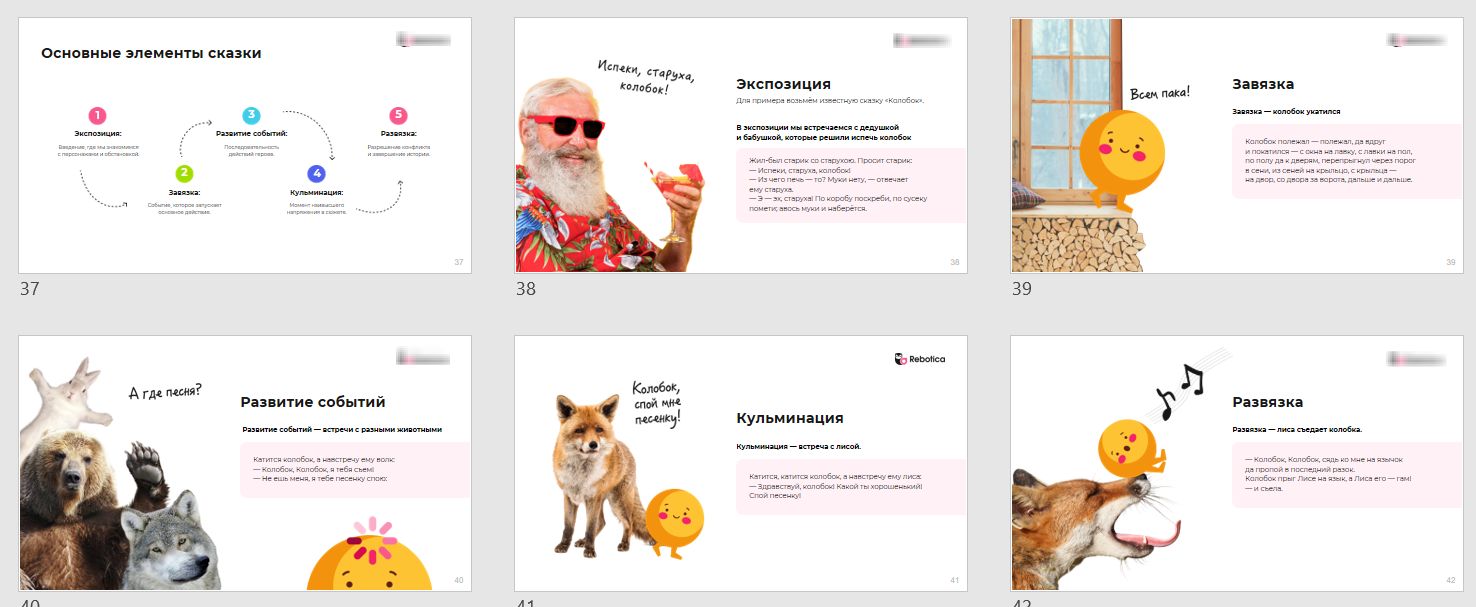 Основные элементы сказки
1
Экспозиция:
Введение, где мы знакомимся
с персонажами и обстановкой.
2
Завязка:
Событие, которое запускает
основное действие.
3
Развитие событий:
Последовательность
действий героев.
4
Кульминация:
Момент наивысшего
напряжения в сюжете.
5
Развязка:
Разрешение конфликта
и завершение истории.
37
37
Испеки, старуха,
колобок!
Экспозиция
Для примера возьмём известную сказку «Колобок».
В экспозиции мы встречаемся с дедушкой
и бабушкой, которые решили испечь колобок
Жил-был старик со старухою. Просит старик:
— Испеки, старуха, колобок!
— Из чего печь — то? Муки нету, — отвечает
ему старуха.
— Э — эх, старуха! По коробу поскреби, по сусеку
помети; авось муки и наберётся.
38
38
Всем пака!
Завязка
Завязка — колобок укатился
Колобок полежал — полежал, да вдруг
и покатился — с окна на лавку, с лавки на пол,
по полу да к дверям, перепрыгнул через порог
в сени, из сеней на крыльцо, с крыльца —
на двор, со двора за ворота, дальше и дальше.
39
39
А где песня?
Развитие событий
Развитие событий — встречи с разными животными
Катится колобок, а навстречу ему волк:
— Колобок, Колобок, я тебя съем!
— Не ешь меня, я тебе песенку спою:
40
40
Rebotica
Колобок,
спой мне
песенку!
Кульминация
Кульминация — встреча с лисой.
Катится, катится колобок, а навстречу ему лиса:
— Здравствуй, колобок! Какой ты хорошенький!
Спой песенку!
41
41
Развязка
Развязка — лиса съедает колобка.
— Колобок, Колобок, сядь ко мне на язычок
да пропой в последний разок.
Колобок прыг Лисе на язык, а Лиса его — гам!
— и съела.
42
42